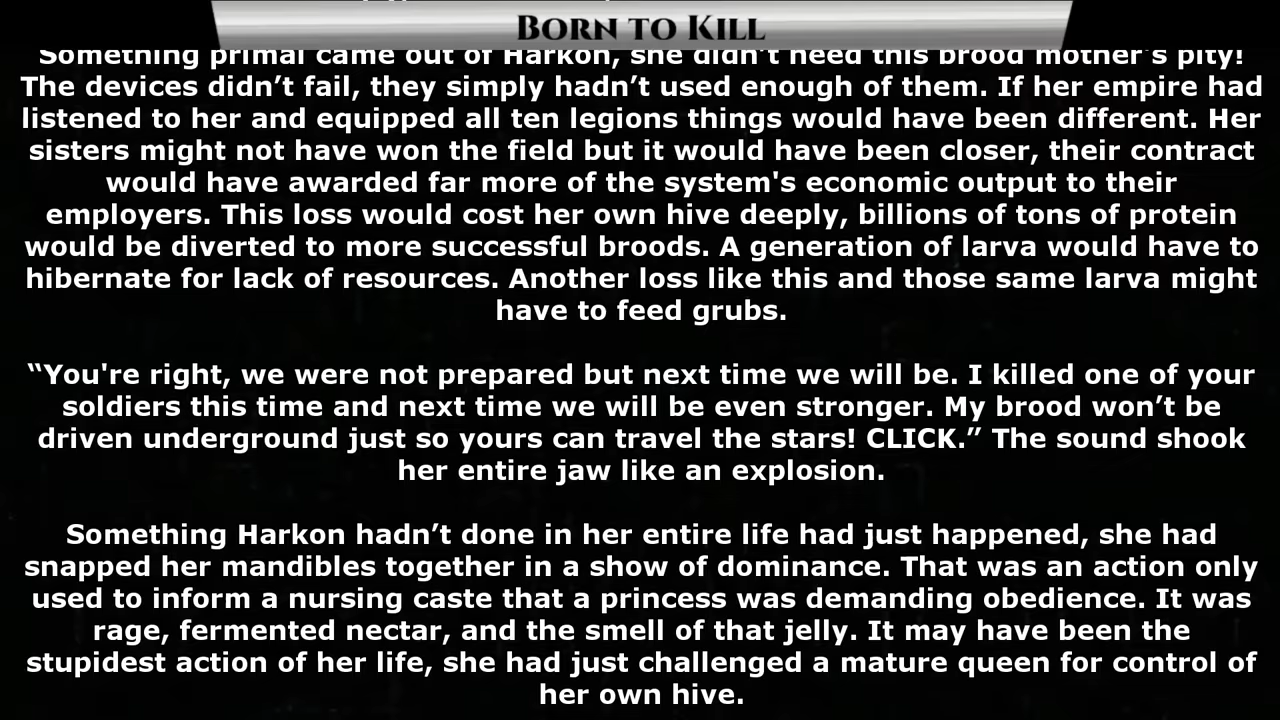 Born to Kill
Something primal came out of Harkon, she didn’t need this brood mother’s pity!
The devices didn’t fail, they simply hadn’t used enough of them. If her empire had
listened to her and equipped all ten legions things would have been different. Her
sisters might not have won the field but it would have been closer, their contract
would have awarded far more of the system's economic output to their
employers. This loss would cost her own hive deeply, billions of tons of protein
would be diverted to more successful broods. A generation of larva would have to
hibernate for lack of resources. Another loss like this and those same larva might
have to feed grubs.
“You're right, we were not prepared but next time we will be. I killed one of your
soldiers this time and next time we will be even stronger. My brood won’t be
driven underground just so yours can travel the stars! CLICK.” The sound shook
her entire jaw like an explosion.
Something Harkon hadn’t done in her entire life had just happened, she had
snapped her mandibles together in a show of dominance. That was an action only
used to inform a nursing caste that a princess was demanding obedience. It was
rage, fermented nectar, and the smell of that jelly. It may have been the
stupidest action of her life, she had just challenged a mature queen for control of
her own hive.